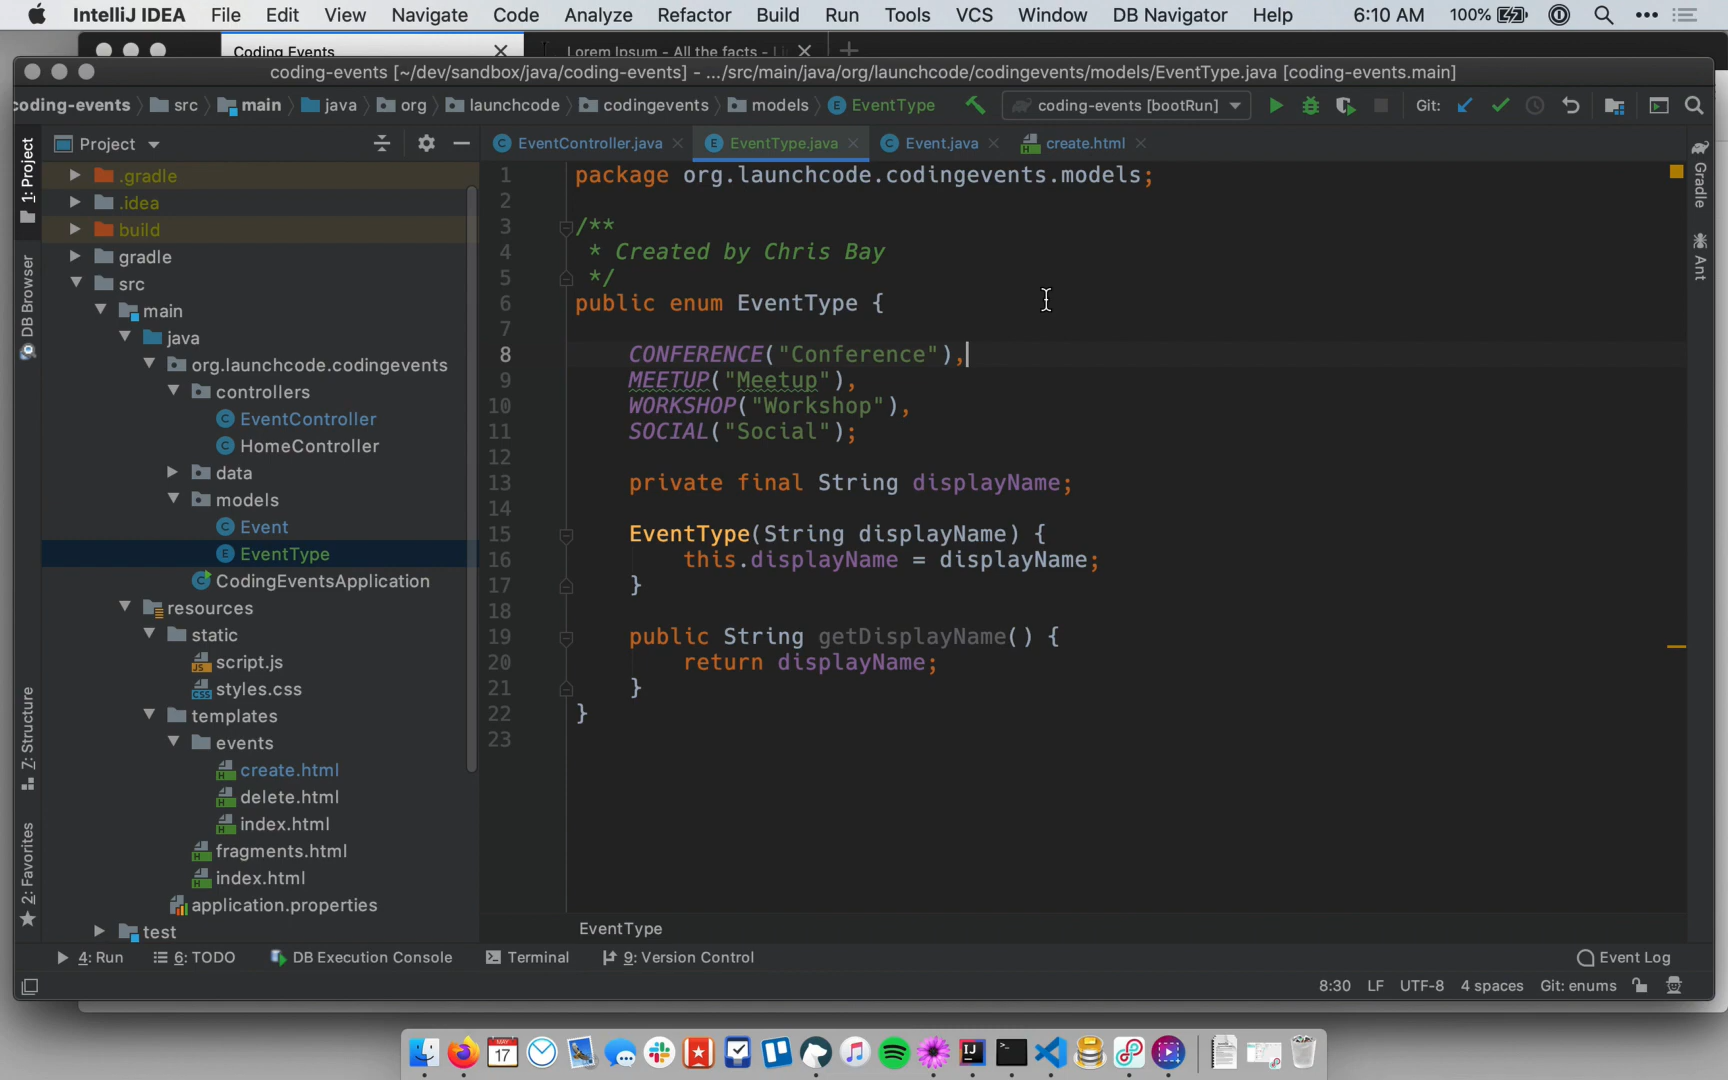 IntelliJ IDEA File Edit View Navigate Code Analyze Refactor Build Run Tools VCS Window DB Navigator Help 6:10 AM 100%
Coding Events Lorem Ipsum - All the facts -
coding-events [~/dev/sandbox/java/coding-events] - .../src/main/java/org/launchcode/codingevents/models/EventType.java [coding-events.main]
coding-events src main java org launchcode codingevents models EventType coding-events [bootRun] Git:
Project EventController.java EventType.java Event.java create.html
1: Project
DB Browser
7: Structure
2: Favorites
.gradle
.idea
build
gradle
src
main
java
org.launchcode.codingevents
controllers
EventController
HomeController
data
models
Event
EventType
CodingEventsApplication
resources
static
script.js
styles.css
templates
events
create.html
delete.html
index.html
fragments.html
index.html
application.properties
test
1 package org.launchcode.codingevents.models;
2
3 /**
4 * Created by Chris Bay
5 */
6 public enum EventType {
7
8 CONFERENCE("Conference"),
9 MEETUP("Meetup"),
10 WORKSHOP("Workshop"),
11 SOCIAL("Social");
12
13 private final String displayName;
14
15 EventType(String displayName) {
16 this.displayName = displayName;
17 }
18
19 public String getDisplayName() {
20 return displayName;
21 }
22 }
23
EventType
Gradle
Ant
4: Run 6: TODO DB Execution Console Terminal 9: Version Control Event Log
8:30 LF UTF-8 4 spaces Git: enums
MAY
17
IJ